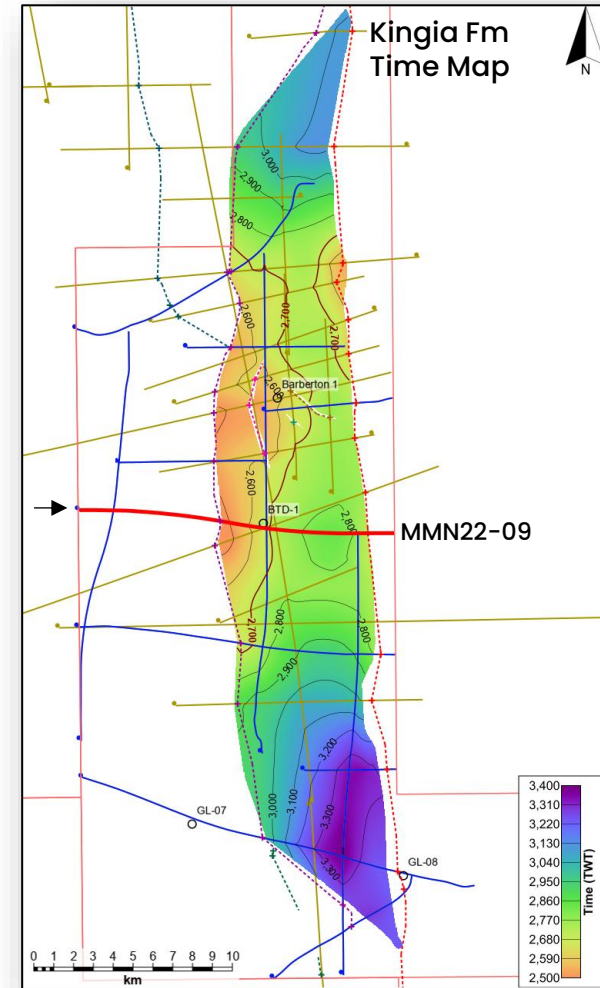 Kingia Fm
Time Map
N
3,000
2,900
2,800
2,600
2,700
2,700
2,600
Barberton 1
2,600
BTD-1
2,800
MMN22-09
2,700
2,800
2,800
2,900
3,200
3,000
3,100
3,300
GL-07
3,300
GL-08
3,400
3,310
3,220
3,130
3,040
2,950
2,860
2,770
2,680
2,590
2,500
Time (TWT)
0 1 2 3 4 5 6 7 8 9 10
km